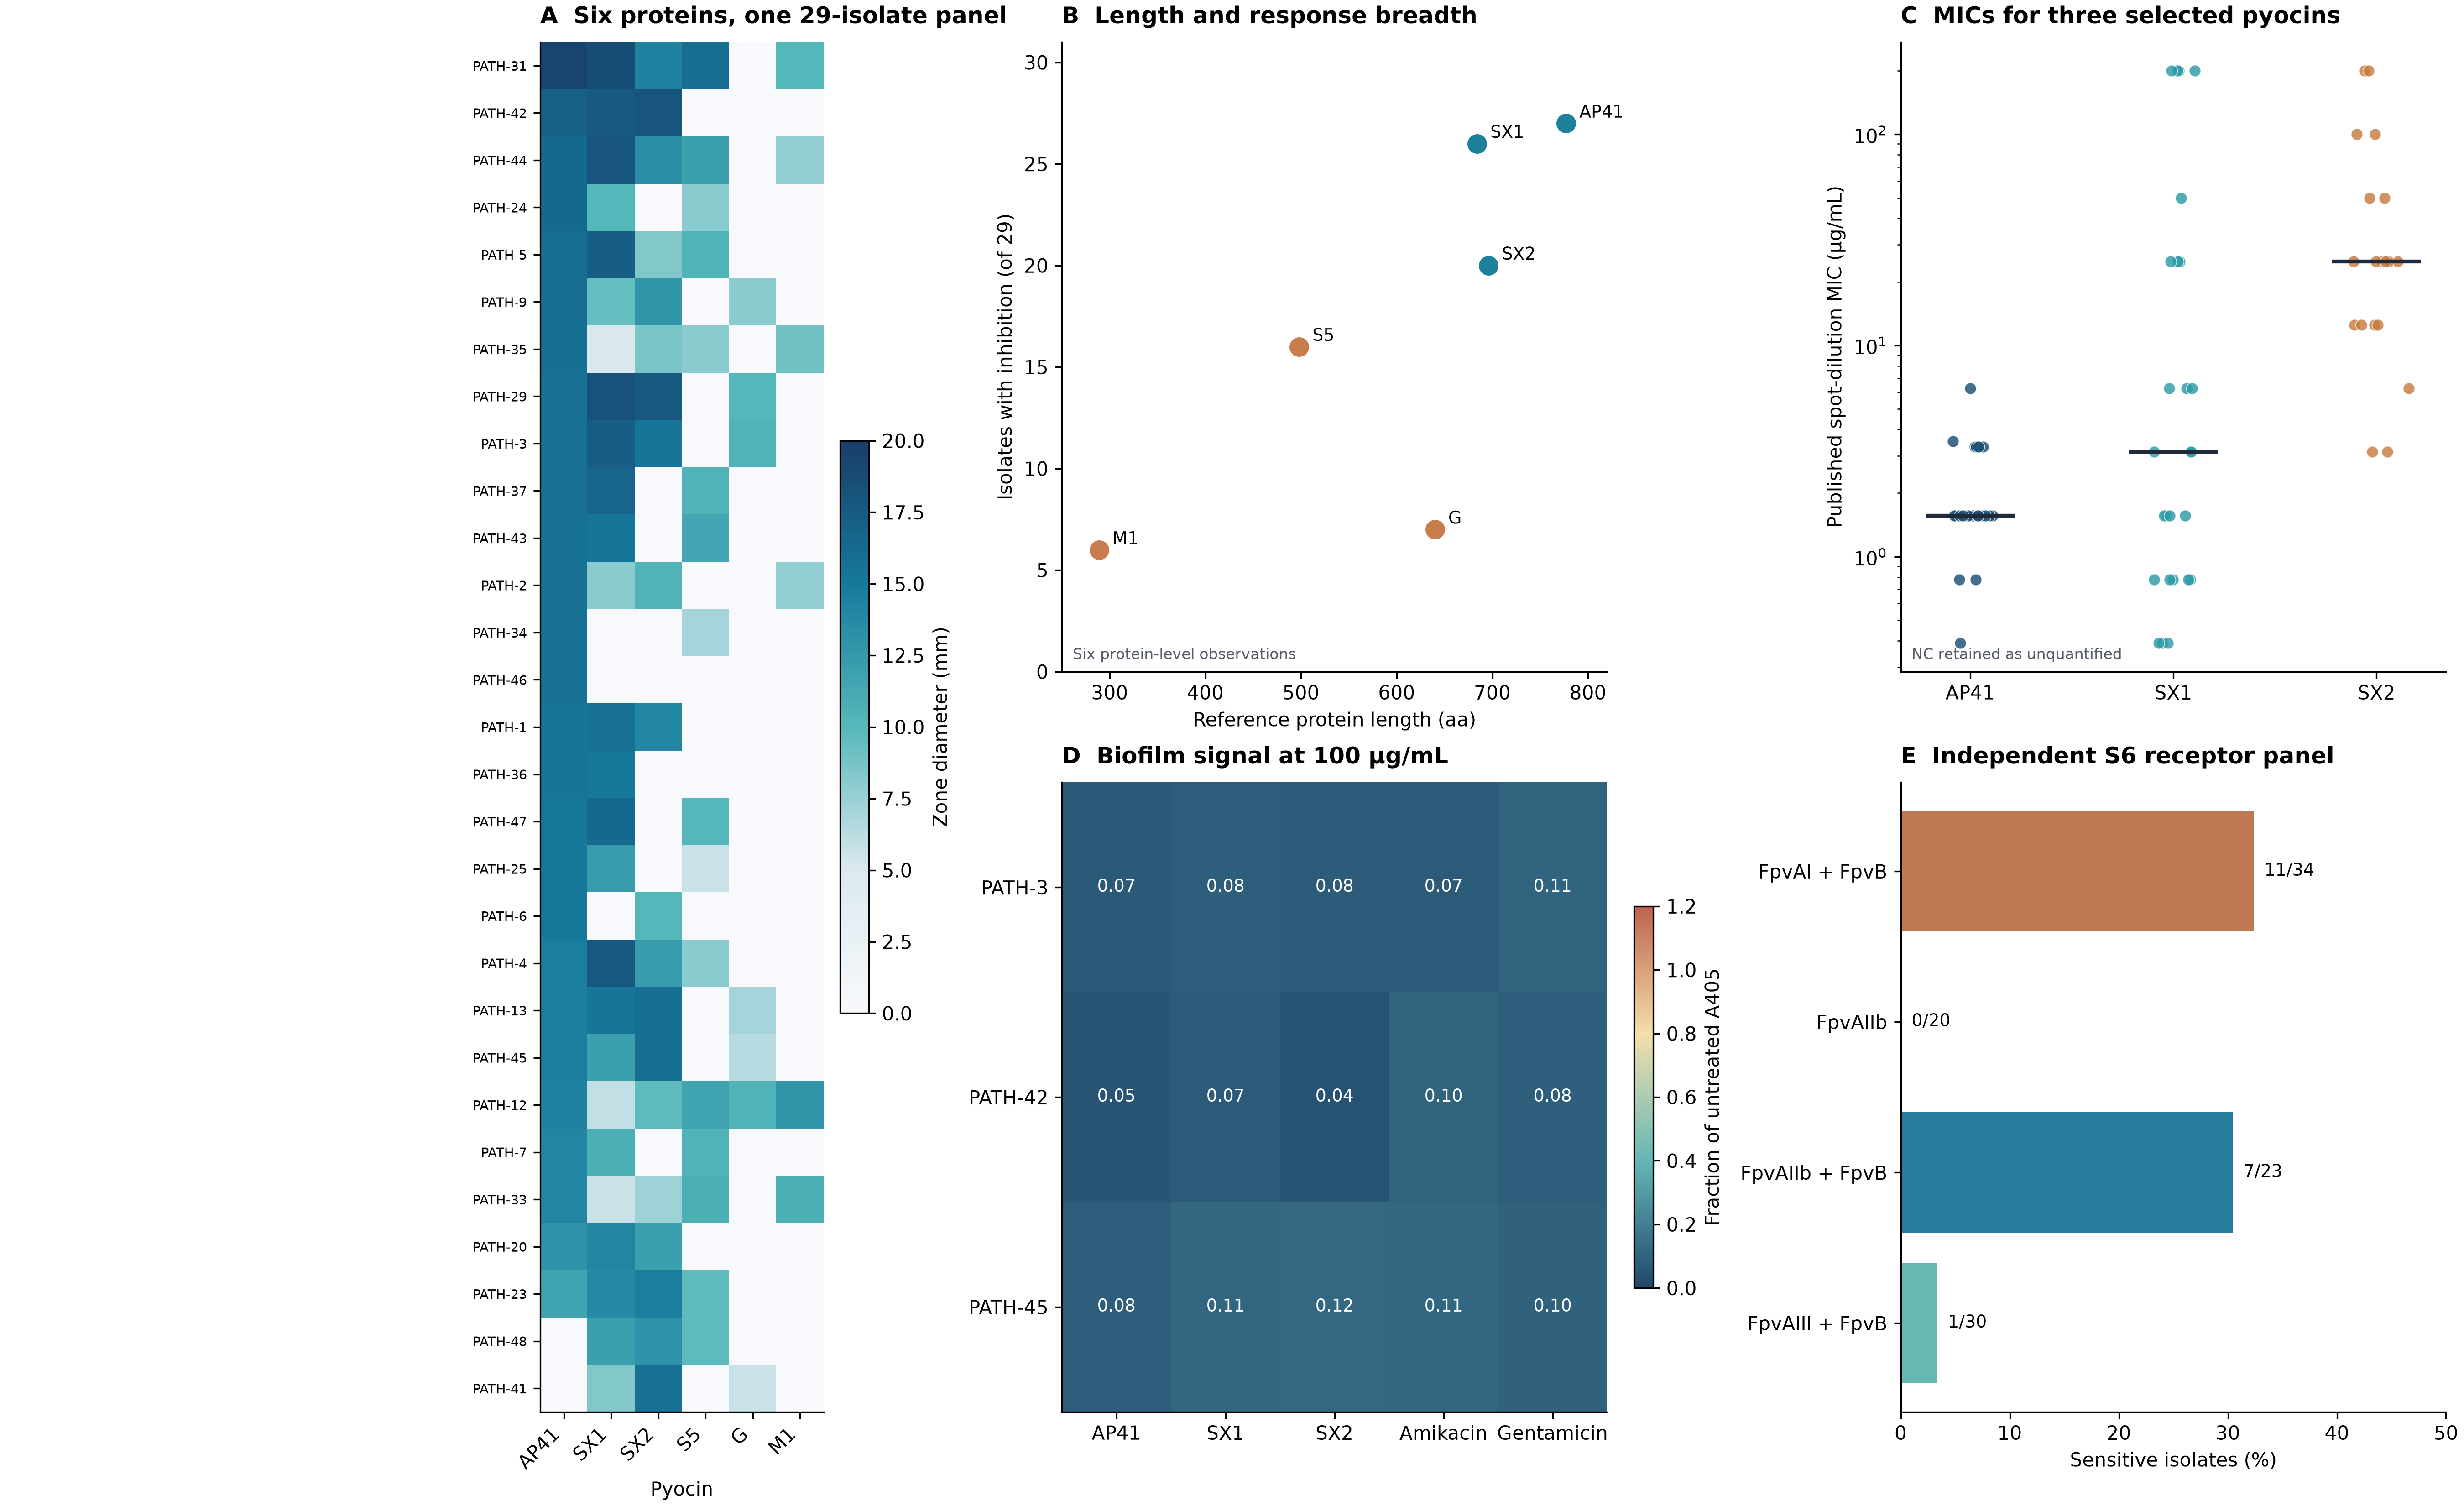 A Six proteins, one 29-isolate panel
PATH-31
PATH-42
PATH-44
PATH-24
PATH-5
PATH-9
PATH-35
PATH-29
PATH-3
PATH-37
PATH-43
PATH-2
PATH-34
PATH-46
PATH-1
PATH-36
PATH-47
PATH-25
PATH-6
PATH-4
PATH-13
PATH-45
PATH-12
PATH-7
PATH-33
PATH-20
PATH-23
PATH-48
PATH-41
AP41 SX1 SX2 S5 G M1
Pyocin
20.0
17.5
15.0
12.5
10.0
7.5
5.0
2.5
0.0
Zone diameter (mm)
B Length and response breadth
Isolates with inhibition (of 29)
30
25
20
15
10
5
0
AP41
SX1
SX2
S5
G
M1
Six protein-level observations
300 400 500 600 700 800
Reference protein length (aa)
C MICs for three selected pyocins
Published spot-dilution MIC (µg/mL)
10²
10¹
10⁰
NC retained as unquantified
AP41 SX1 SX2
D Biofilm signal at 100 µg/mL
PATH-3 0.07 0.08 0.08 0.07 0.11
PATH-42 0.05 0.07 0.04 0.10 0.08
PATH-45 0.08 0.11 0.12 0.11 0.10
AP41 SX1 SX2 Amikacin Gentamicin
1.2
1.0
0.8
0.6
0.4
0.2
0.0
Fraction of untreated A405
E Independent S6 receptor panel
FpvAI + FpvB 11/34
FpvAIIb 0/20
FpvAIIb + FpvB 7/23
FpvAIII + FpvB 1/30
0 10 20 30 40 50
Sensitive isolates (%)